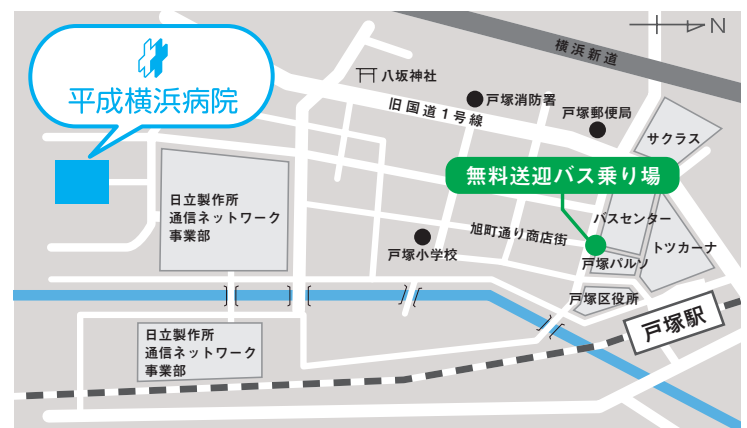 N
横浜新道
平成横浜病院
八坂神社
戸塚消防署
旧国道1号線
戸塚郵便局
サクラス
無料送迎バス乗り場
日立製作所
通信ネットワーク
事業部
バスセンター
旭町通り商店街
トツカーナ
戸塚小学校
戸塚パルソ
戸塚区役所
戸塚駅
日立製作所
通信ネットワーク
事業部